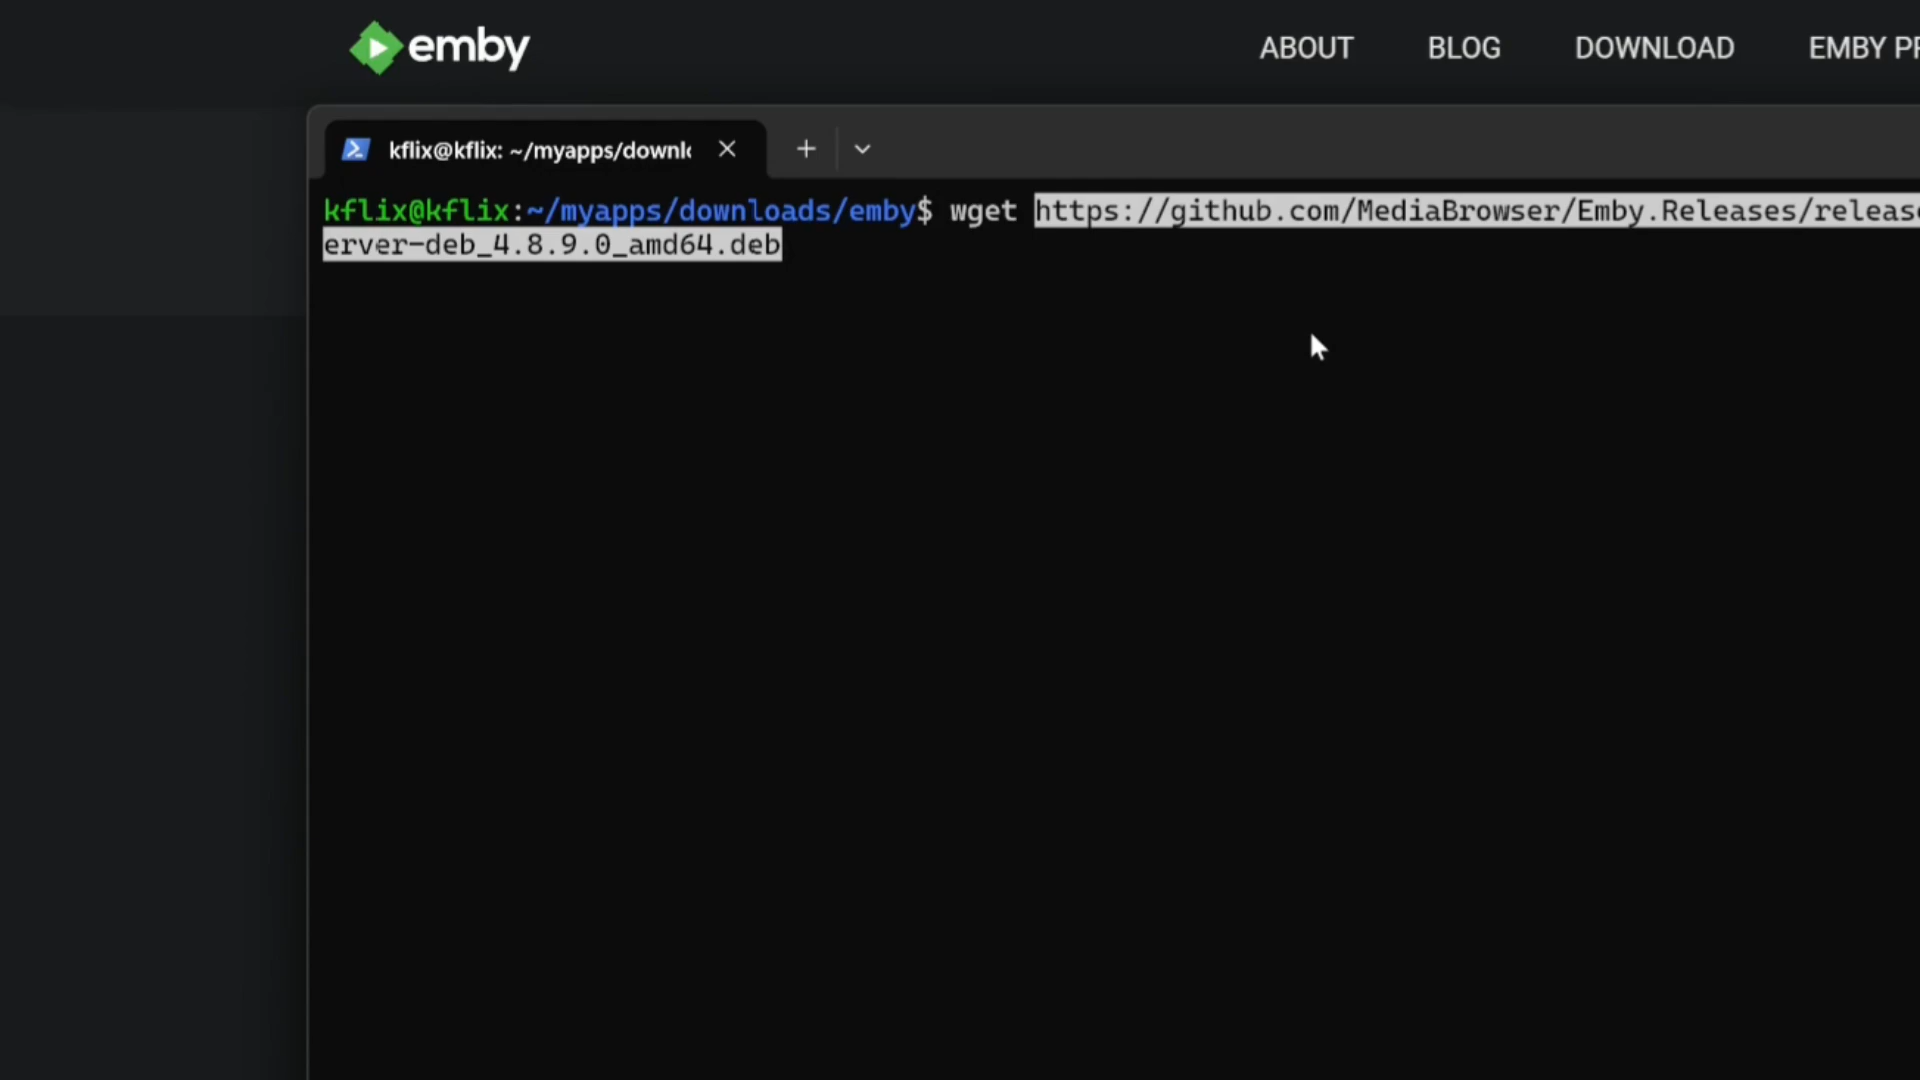 emby
ABOUT BLOG DOWNLOAD EMBY
kflix@kflix: ~/myapps/downl
kflix@kflix:~/myapps/downloads/emby$ wget https://github.com/MediaBrowser/Emby.Releases/releas
erver-deb_4.8.9.0_amd64.deb